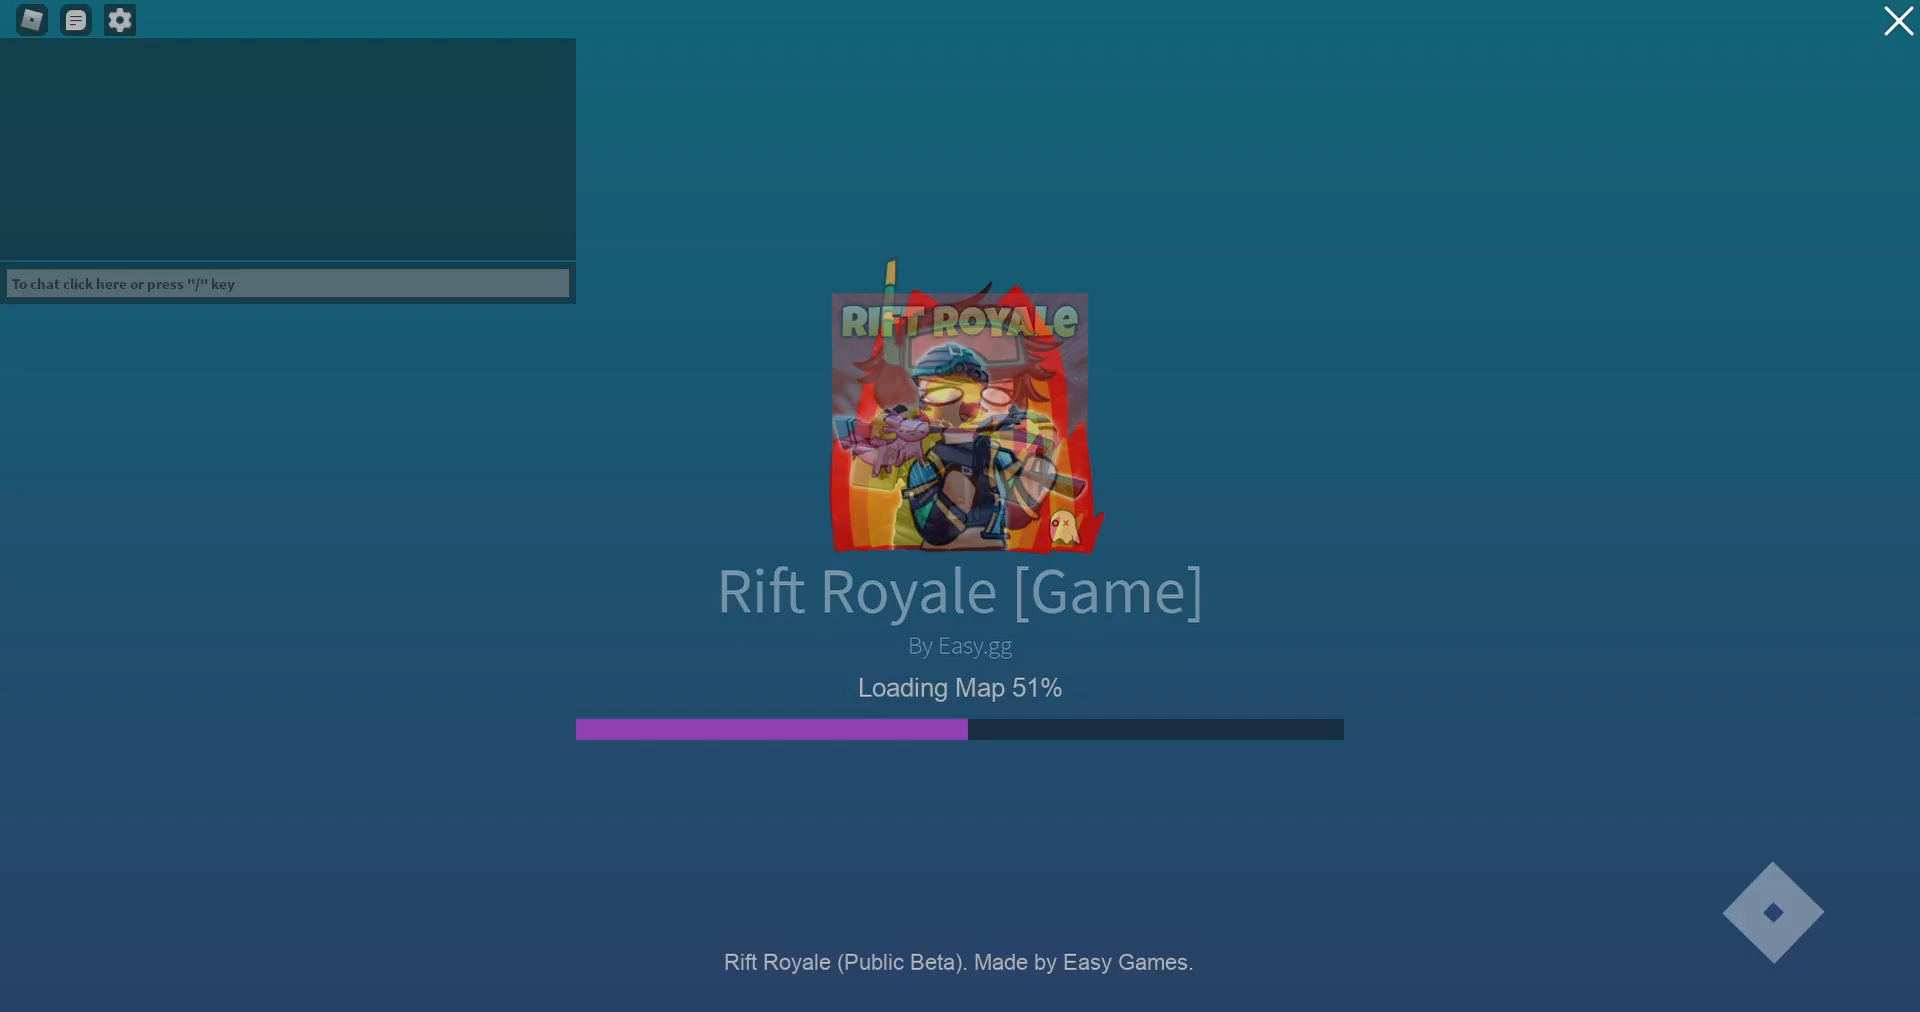 To chat click here or press "/" key
RIFT ROYALE
Rift Royale [Game]
By Easy.gg
Loading Map 51%
Rift Royale (Public Beta). Made by Easy Games.